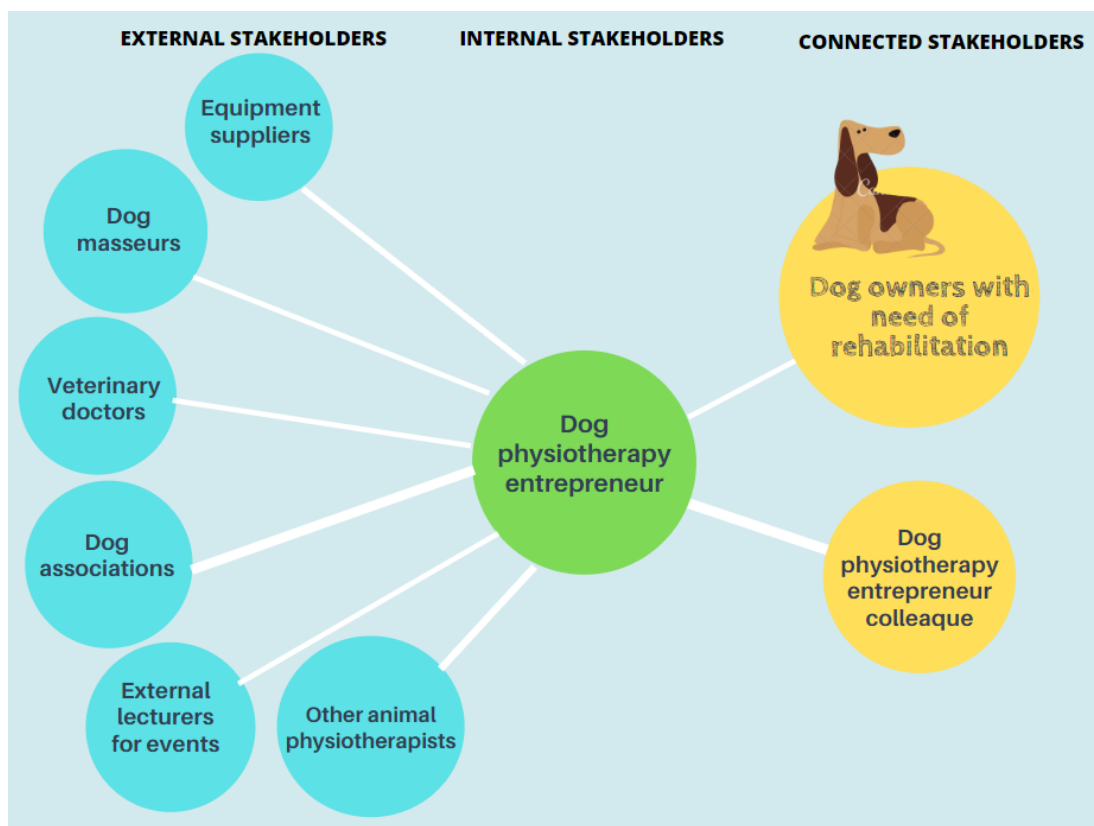 EXTERNAL STAKEHOLDERS
INTERNAL STAKEHOLDERS
CONNECTED STAKEHOLDERS
Equipment
suppliers
Dog
masseurs
Veterinary
doctors
Dog
associations
External
lecturers
for events
Other animal
physiotherapists
Dog
physiotherapy
entrepreneur
Dog owners with
need of
rehabilitation
Dog
physiotherapy
entrepreneur
colleaque